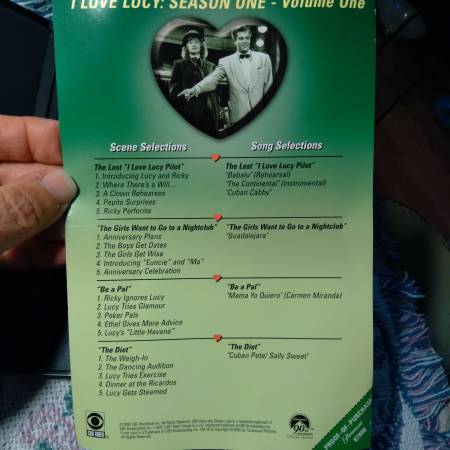 I LOVE LUCY: SEASON ONE - Volume One
Scene Selections
The Lost "I Love Lucy Pilot"
1. Introducing Lucy and Ricky
2. Where There's a Will...
3. A Clown Rehearses
4. Pepito Surprises
5. Ricky Performs
"The Girls Want to Go to a Nightclub"
1. Anniversary Plans
2. The Boys Get Dates
3. The Girls Get Wise
4. Introducing "Euncie" and "Ma"
5. Anniversary Celebration
"Be a Pal"
1. Ricky Ignores Lucy
2. Lucy Tries Glamour
3. Poker Pals
4. Ethel Gives More Advice
5. Lucy's "Little Havana"
"The Diet"
1. The Weigh-In
2. The Dancing Audition
3. Lucy Tries Exercise
4. Dinner at the Ricardos
5. Lucy Gets Steamed
Song Selections
The Lost "I Love Lucy Pilot"
"Babalu" (Rehearsal)
"The Continental" (Instrumental)
"Cuban Cabby"
"The Girls Want to Go to a Nightclub"
"Guadalajara"
"Be a Pal"
"Mama Yo Quiero" (Carmen Miranda)
"The Diet"
"Cuban Pete/ Sally Sweet"
CBS VIDEO
90
PROOF-OF-PURCHASE